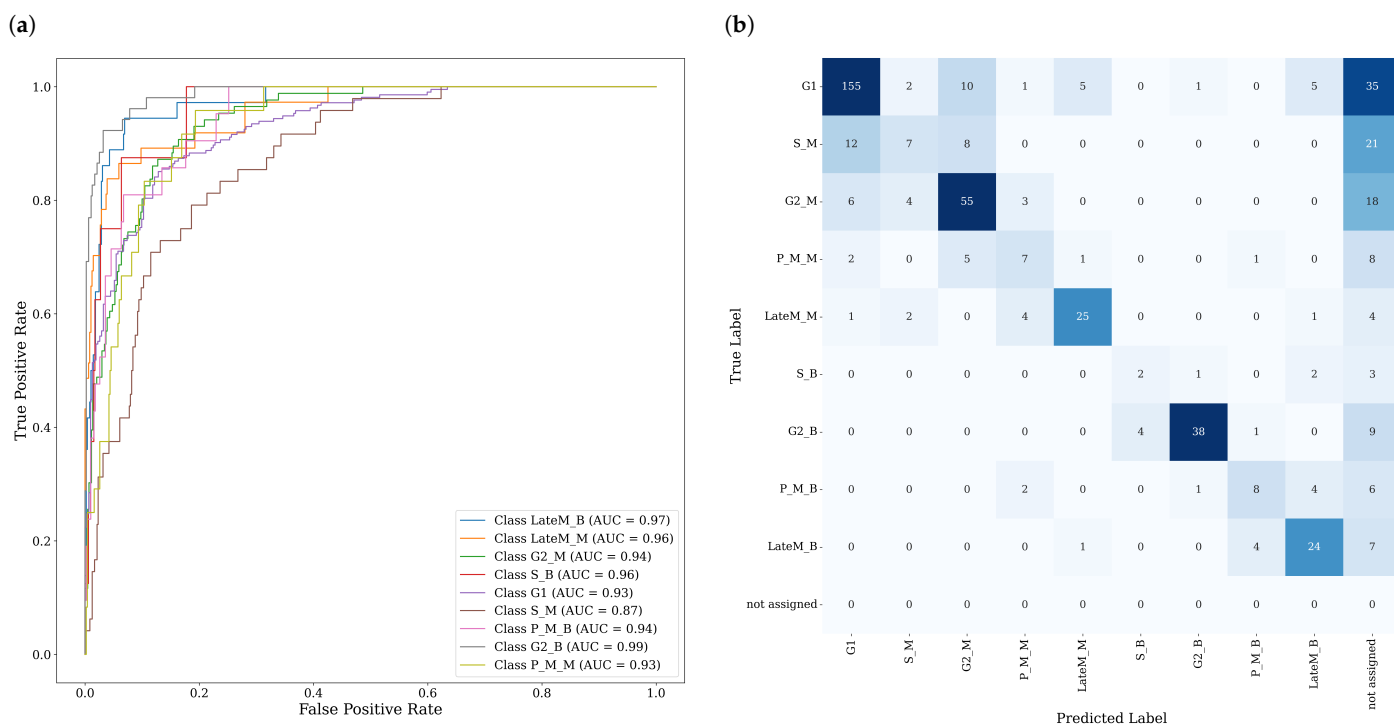 (a)
True Positive Rate
1.0
0.8
0.6
0.4
0.2
0.0
0.0 0.2 0.4 0.6 0.8 1.0
False Positive Rate
Class LateM_B (AUC = 0.97)
Class LateM_M (AUC = 0.96)
Class G2_M (AUC = 0.94)
Class S_B (AUC = 0.96)
Class G1 (AUC = 0.93)
Class S_M (AUC = 0.87)
Class P_M_B (AUC = 0.94)
Class G2_B (AUC = 0.99)
Class P_M_M (AUC = 0.93)
(b)
True Label
G1 155 2 10 1 5 0 1 0 5 35
S_M 12 7 8 0 0 0 0 0 0 21
G2_M 6 4 55 3 0 0 0 0 0 18
P_M_M 2 0 5 7 1 0 0 1 0 8
LateM_M 1 2 0 4 25 0 0 0 1 4
S_B 0 0 0 0 0 2 1 0 2 3
G2_B 0 0 0 0 0 4 38 1 0 9
P_M_B 0 0 0 2 0 0 1 8 4 6
LateM_B 0 0 0 0 1 0 0 4 24 7
not assigned 0 0 0 0 0 0 0 0 0 0
G1 S_M G2_M P_M_M LateM_M S_B G2_B P_M_B LateM_B not assigned
Predicted Label